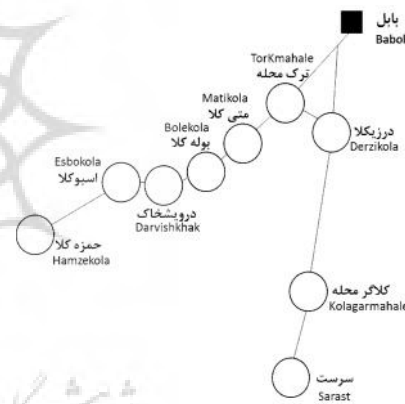 بابل
Babol
TorKmahale
ترک محله
Matikola
متی کلا
Bolekola
بوله کلا
درزیکلا
Derzikola
Esbokola
اسبوکلا
درویشخاک
Darvishkhak
حمزه کلا
Hamzekola
کلاگر محله
Kolagarmahale
سرست
Sarast